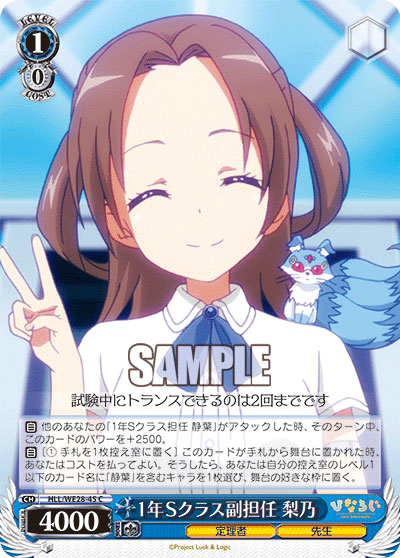 LEVEL
1
0
COST
SAMPLE
試験中にトランスできるのは2回までです
自 他のあなたの「1年Sクラス担任 静葉」がアタックした時、そのターン中、
このカードのパワーを＋2500。
自 ［① 手札を1枚控室に置く］ このカードが手札から舞台に置かれた時、
あなたはコストを払ってよい。そうしたら、あなたは自分の控え室のレベル1
以下のカード名に「静葉」を含むキャラを1枚選び、舞台の好きな枠に置く。
CH HLL/WE28-45 C
4000
1年Sクラス副担任 梨乃
ひなろじ
定理者
先生
©Project Luck & Logic